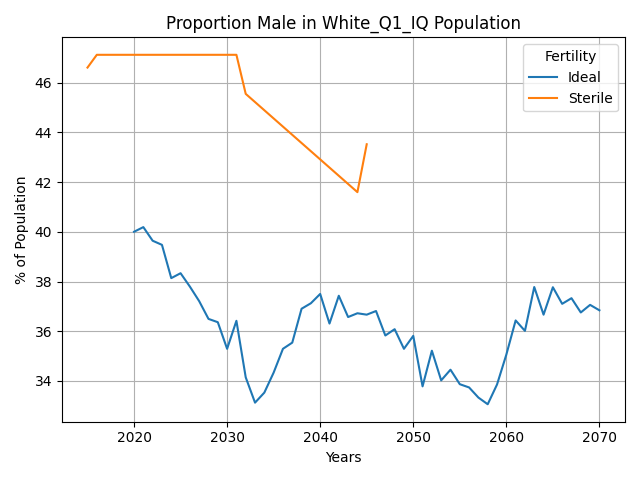 Proportion Male in White_Q1_IQ Population
Fertility
Ideal
Sterile
% of Population
46
44
42
40
38
36
34
2020
2030
2040
2050
2060
2070
Years